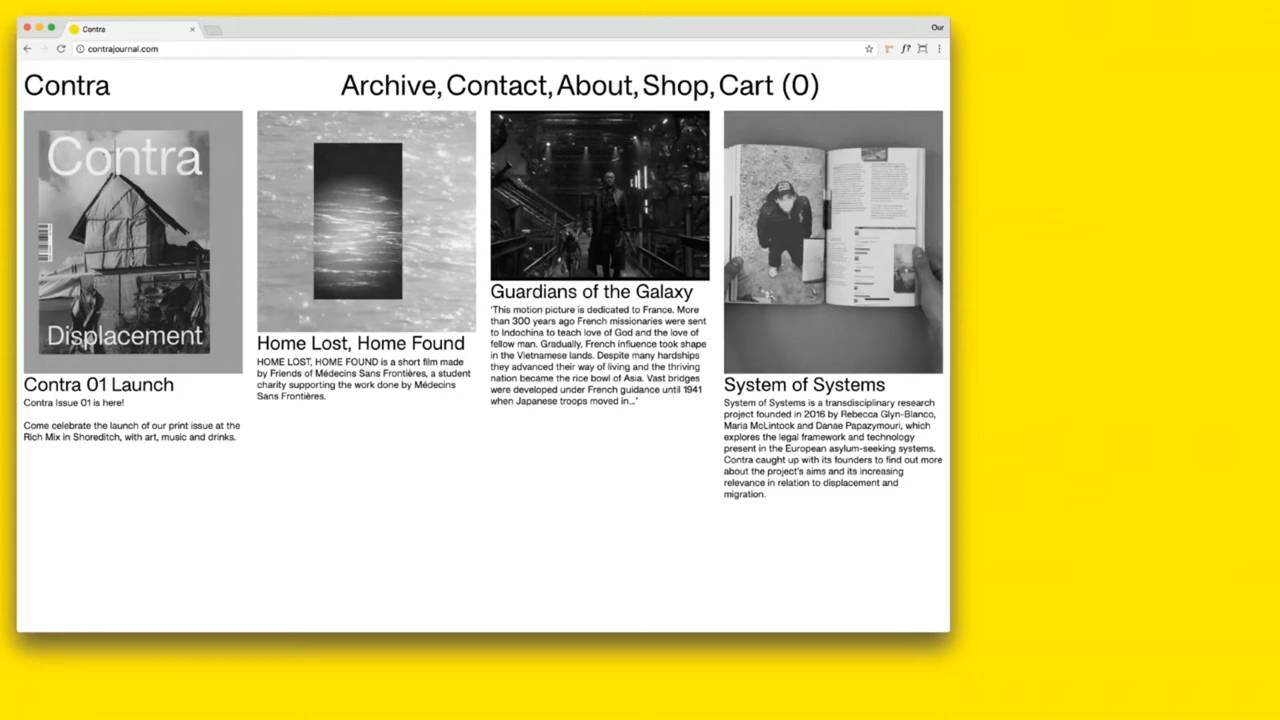 Contra
Our
contrajournal.com
f?
Contra
Archive, Contact, About, Shop, Cart (0)
Contra
Displacement
Contra 01 Launch
Contra Issue 01 is here!
Come celebrate the launch of our print issue at the
Rich Mix in Shoreditch, with art, music and drinks.
Home Lost, Home Found
HOME LOST, HOME FOUND is a short film made
by Friends of Médecins Sans Frontières, a student
charity supporting the work done by Médecins
Sans Frontières.
Guardians of the Galaxy
'This motion picture is dedicated to France. More
than 300 years ago French missionaries were sent
to Indochina to teach love of God and the love of
fellow man. Gradually, French influence took shape
in the Vietnamese lands. Despite many hardships
they advanced their way of living and the thriving
nation became the rice bowl of Asia. Vast bridges
were developed under French guidance until 1941
when Japanese troops moved in...'
System of Systems
System of Systems is a transdisciplinary research
project founded in 2016 by Rebecca Glyn-Blanco,
Maria McLintock and Danae Papazymouri, which
explores the legal framework and technology
present in the European asylum-seeking systems.
Contra caught up with its founders to find out more
about the project's aims and its increasing
relevance in relation to displacement and
migration.